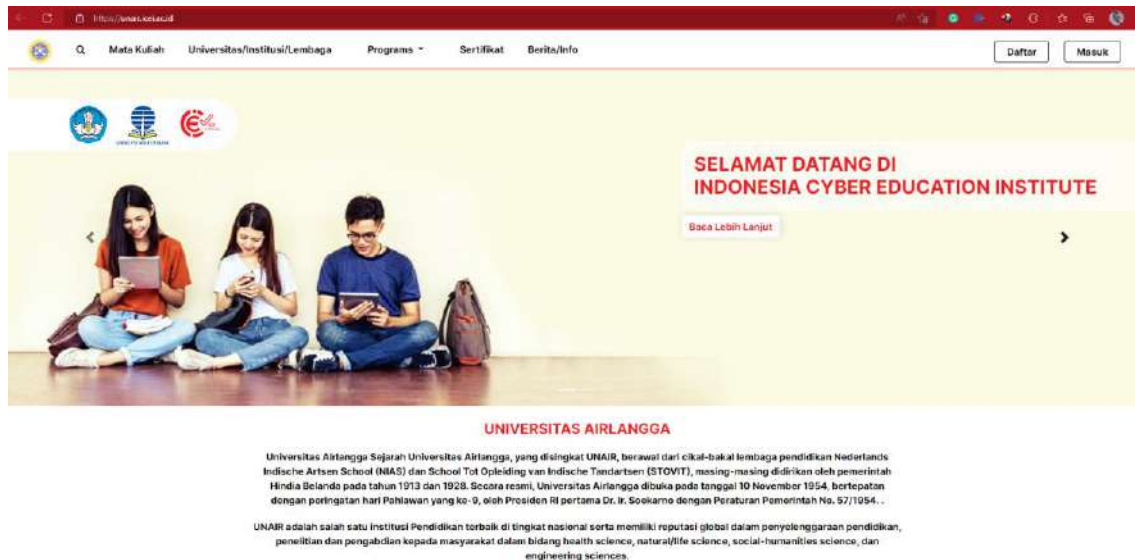 https://unair.icei.ac.id
Mata Kuliah Universitas/Institusi/Lembaga Programs Sertifikat Berita/Info Daftar Masuk
SELAMAT DATANG DI
INDONESIA CYBER EDUCATION INSTITUTE
Baca Lebih Lanjut
UNIVERSITAS AIRLANGGA
Universitas Airlangga Sejarah Universitas Airlangga, yang disingkat UNAIR, berawal dari cikal-bakal lembaga pendidikan Nederlands
Indische Artsen School (NIAS) dan School Tot Opleiding van Indische Tandartsen (STOVIT), masing-masing didirikan oleh pemerintah
Hindia Belanda pada tahun 1913 dan 1928. Secara resmi, Universitas Airlangga dibuka pada tanggal 10 November 1954, bertepatan
dengan peringatan hari Pahlawan yang ke-9, oleh Presiden RI pertama Dr. Ir. Soekarno dengan Peraturan Pemerintah No. 57/1954. .
UNAIR adalah salah satu institusi Pendidikan terbaik di tingkat nasional serta memiliki reputasi global dalam penyelenggaraan pendidikan,
penelitian dan pengabdian kepada masyarakat dalam bidang health science, natural/life science, social-humanities science, dan
engineering sciences.